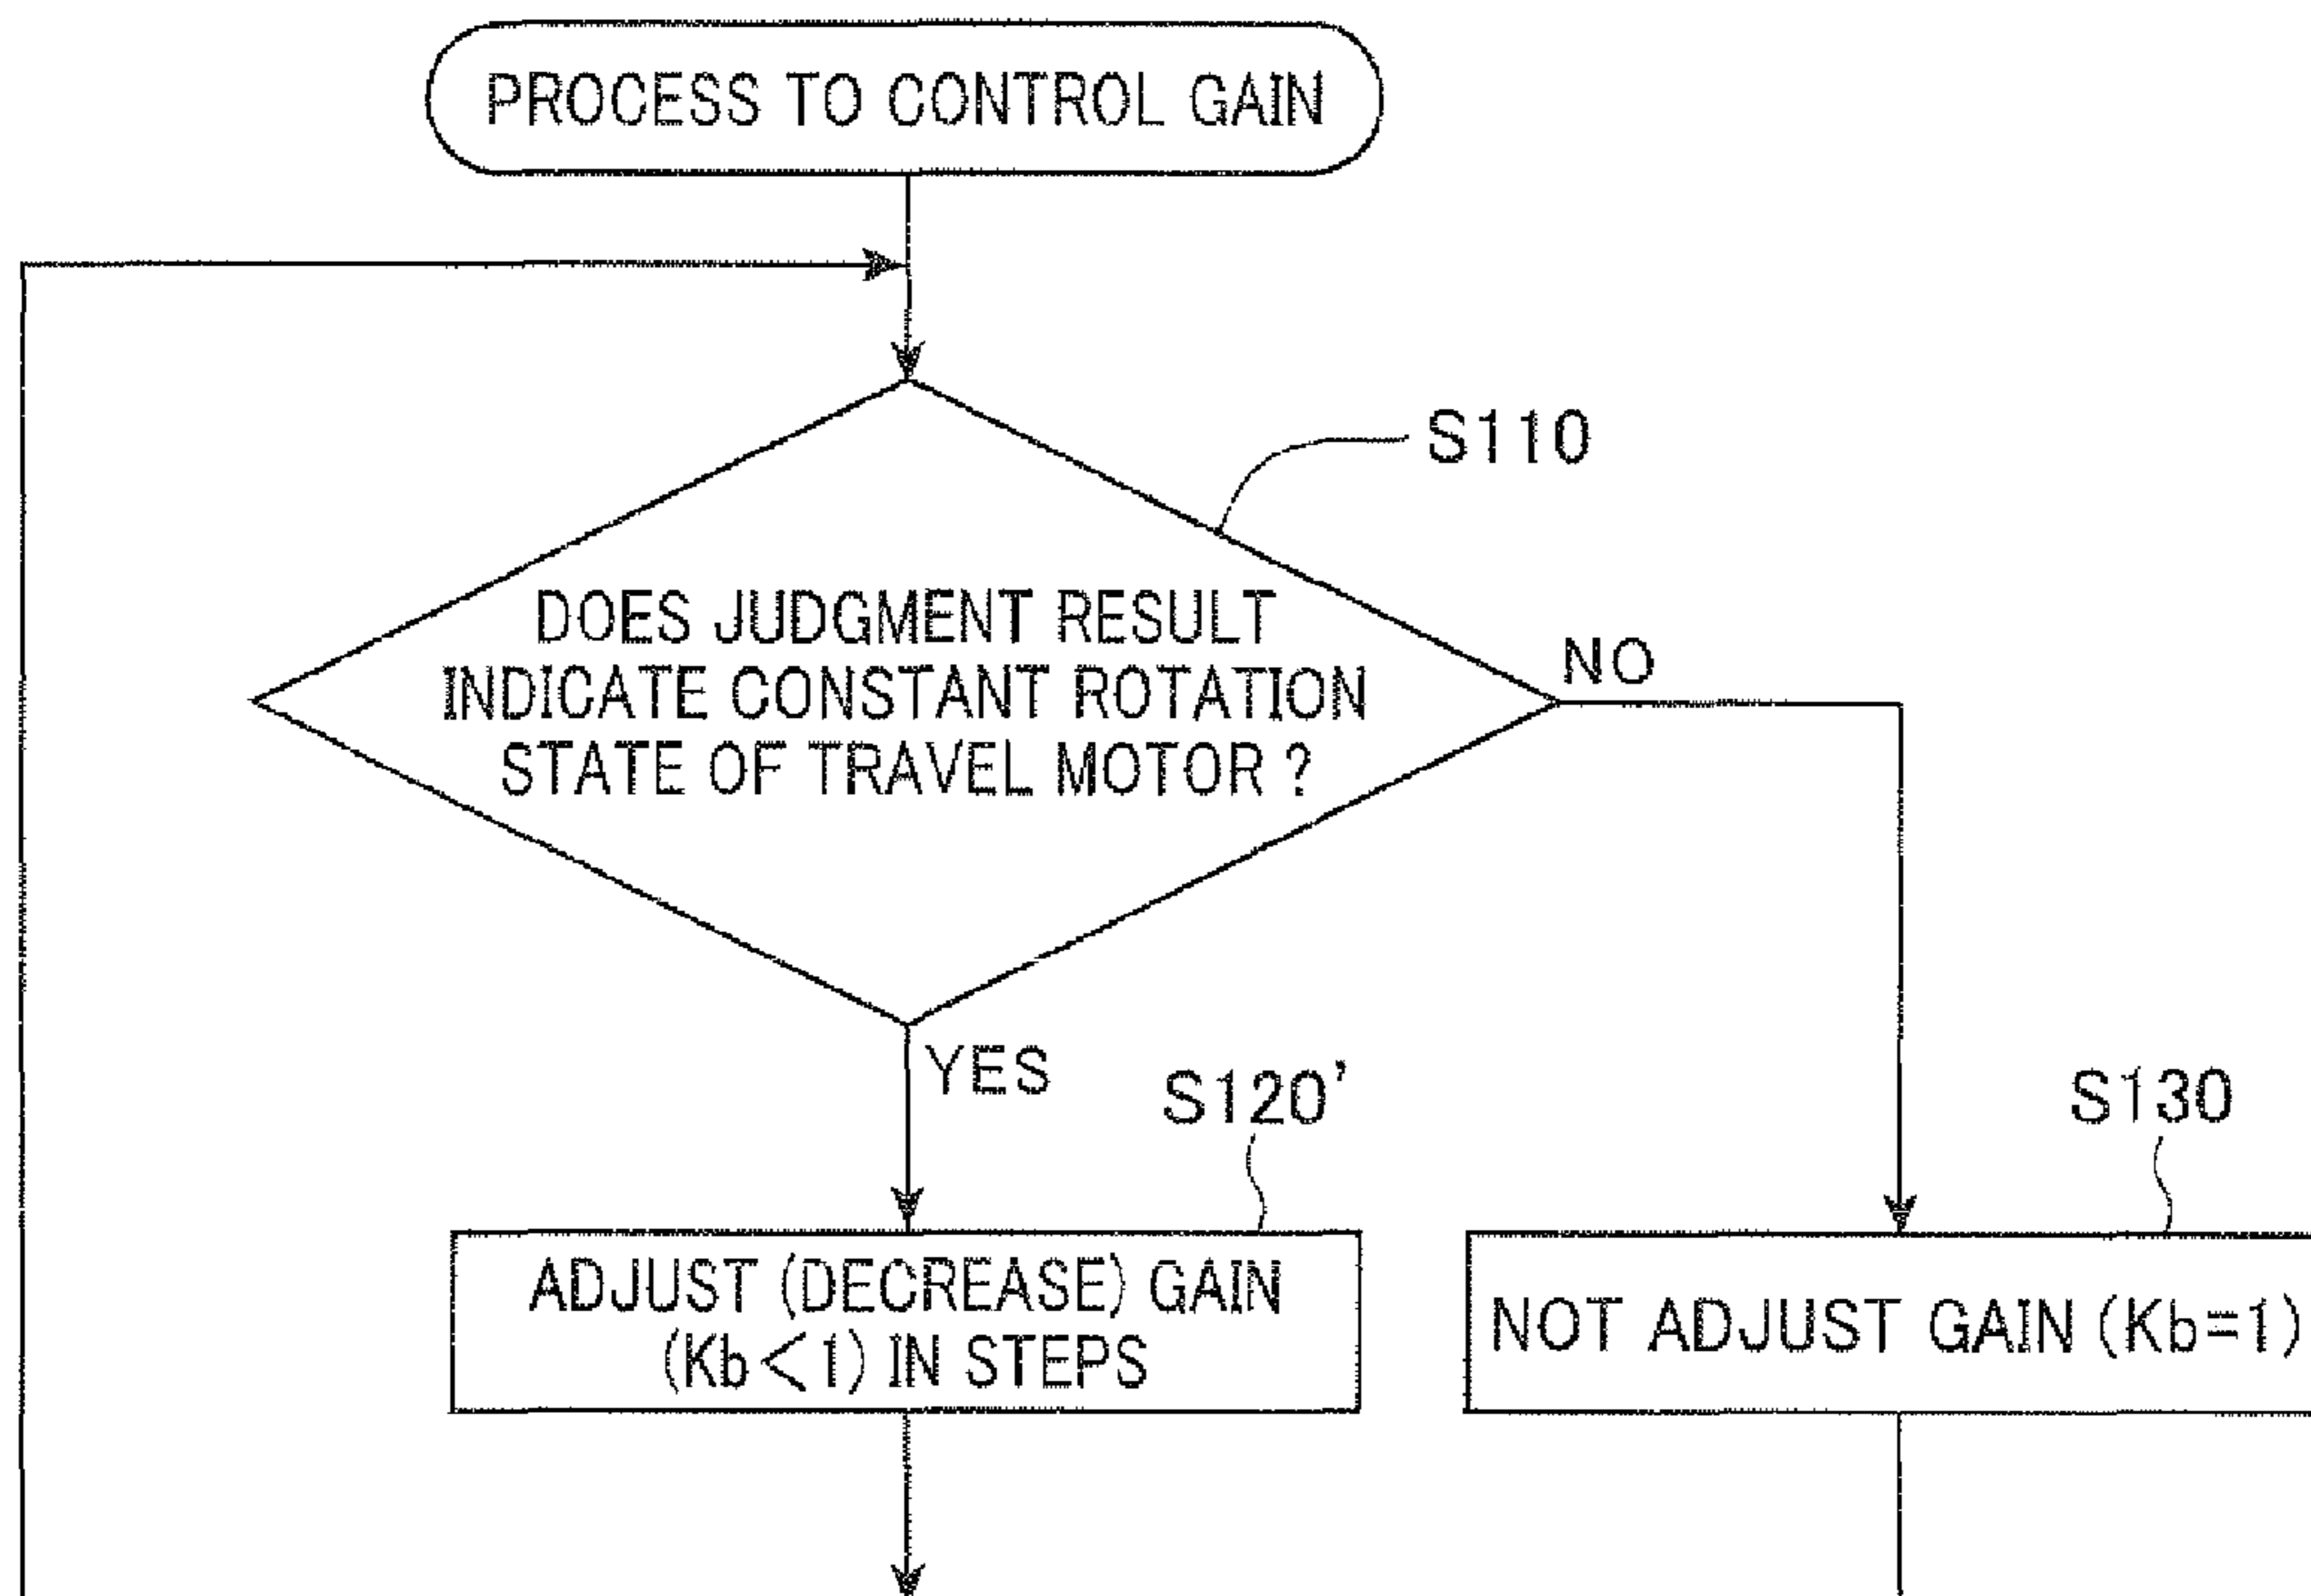 PROCESS TO CONTROL GAIN
S110
DOES JUDGMENT RESULT
INDICATE CONSTANT ROTATION
STATE OF TRAVEL MOTOR ?
NO
YES
S120'
S130
ADJUST (DECREASE) GAIN
(Kb<1) IN STEPS
NOT ADJUST GAIN (Kb=1)